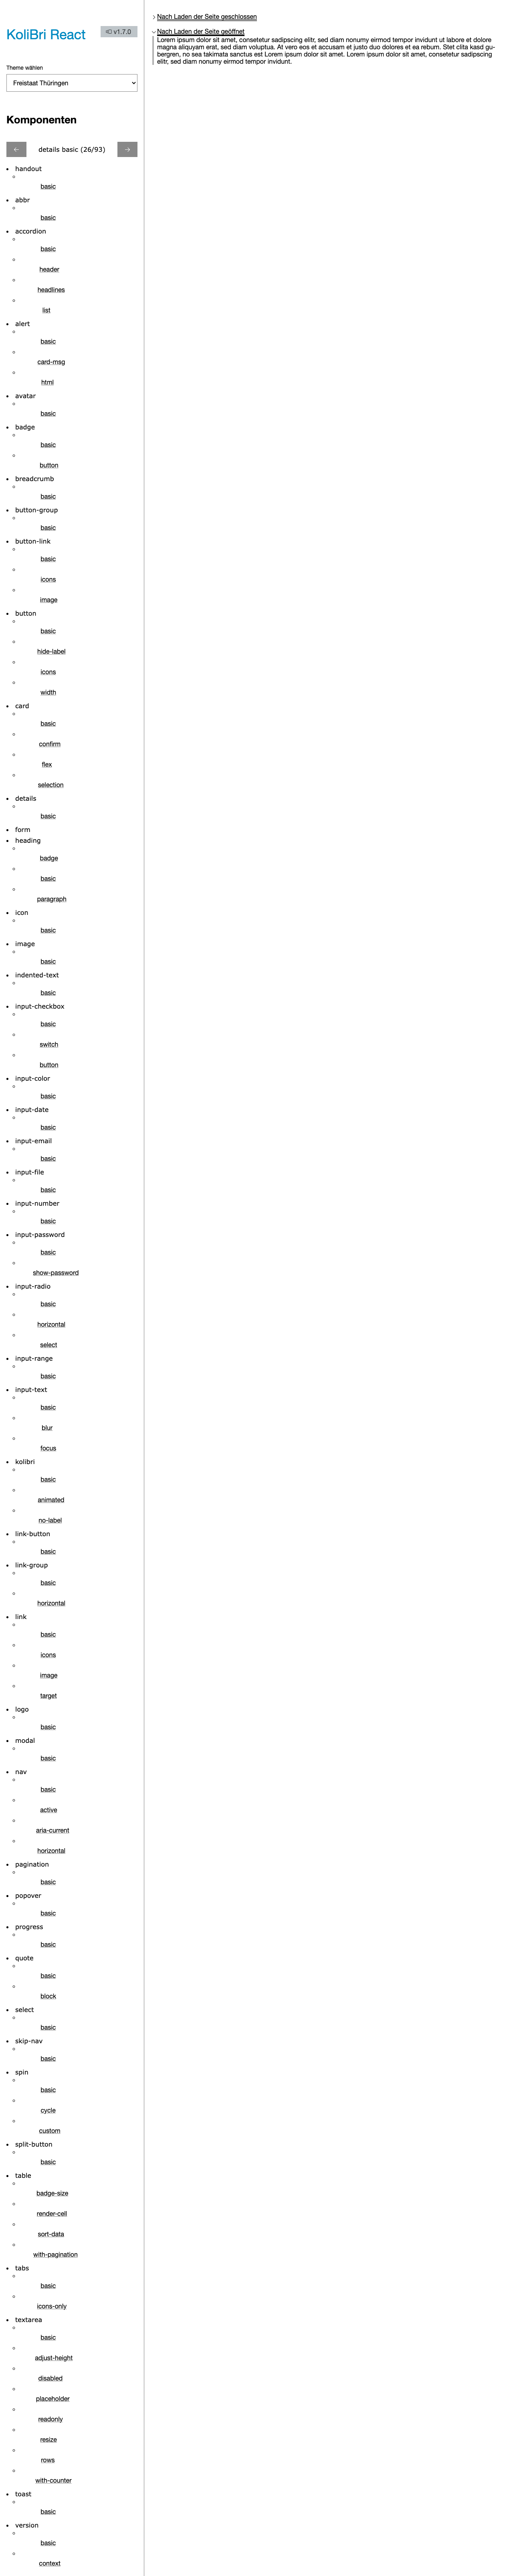 KoliBri React
v1.7.0
Theme wählen
Freistaat Thüringen
Komponenten
← details basic (26/93) →
handout
basic
abbr
basic
accordion
basic
header
headlines
list
alert
basic
card-msg
html
avatar
basic
badge
basic
button
breadcrumb
basic
button-group
basic
button-link
basic
icons
image
button
basic
hide-label
icons
width
card
basic
confirm
flex
selection
details
basic
form
heading
badge
basic
paragraph
icon
basic
image
basic
indented-text
basic
input-checkbox
basic
switch
button
input-color
basic
input-date
basic
input-email
basic
input-file
basic
input-number
basic
input-password
basic
show-password
input-radio
basic
horizontal
select
input-range
basic
input-text
basic
blur
focus
kolibri
basic
animated
no-label
link-button
basic
link-group
basic
horizontal
link
basic
icons
image
target
logo
basic
modal
basic
nav
basic
active
aria-current
horizontal
pagination
basic
popover
basic
progress
basic
quote
basic
block
select
basic
skip-nav
basic
spin
basic
cycle
custom
split-button
basic
table
badge-size
render-cell
sort-data
with-pagination
tabs
basic
icons-only
textarea
basic
adjust-height
disabled
placeholder
readonly
resize
rows
with-counter
toast
basic
version
basic
context
Nach Laden der Seite geschlossen
Nach Laden der Seite geöffnet
Lorem ipsum dolor sit amet, consetetur sadipscing elitr, sed diam nonumy eirmod tempor invidunt ut labore et dolore
magna aliquyam erat, sed diam voluptua. At vero eos et accusam et justo duo dolores et ea rebum. Stet clita kasd gu-
bergren, no sea takimata sanctus est Lorem ipsum dolor sit amet. Lorem ipsum dolor sit amet, consetetur sadipscing
elitr, sed diam nonumy eirmod tempor invidunt.